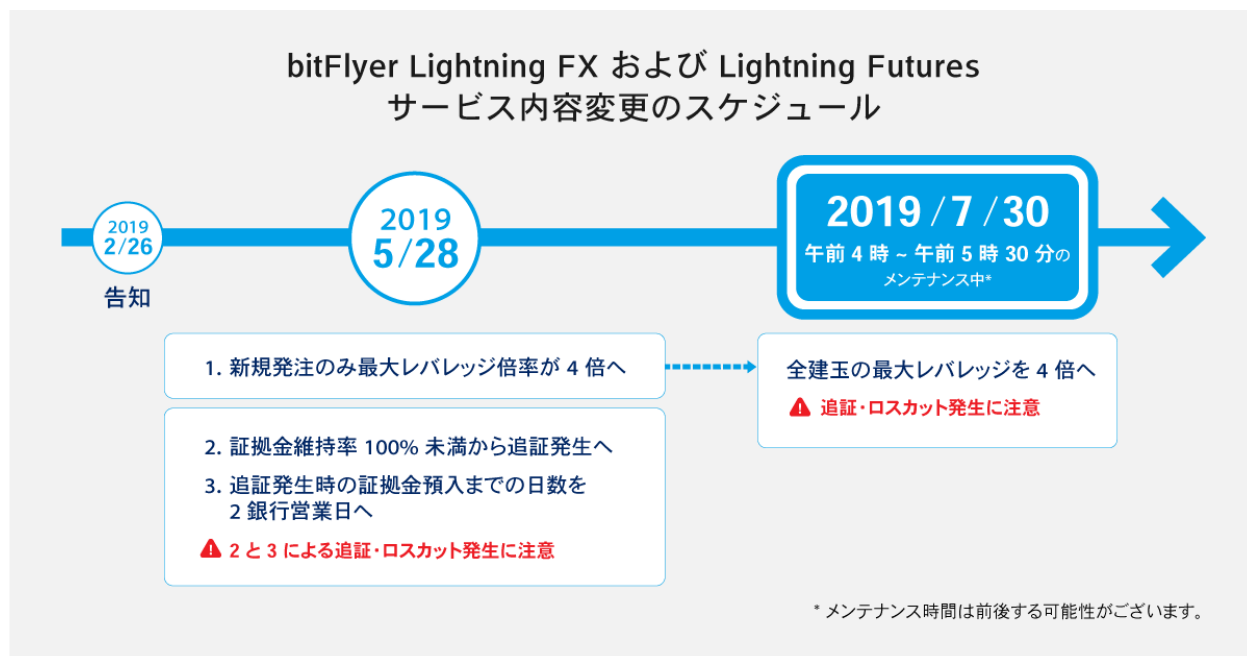 bitFlyer Lightning FX および Lightning Futures
サービス内容変更のスケジュール
2019
2/26
告知
2019
5/28
2019/7/30
午前 4 時 ~ 午前 5 時 30 分の
メンテナンス中*
1. 新規発注のみ最大レバレッジ倍率が 4 倍へ
2. 証拠金維持率 100% 未満から追証発生へ
3. 追証発生時の証拠金預入までの日数を
2 銀行営業日へ
2 と 3 による追証・ロスカット発生に注意
全建玉の最大レバレッジを 4 倍へ
追証・ロスカット発生に注意
* メンテナンス時間は前後する可能性がございます。